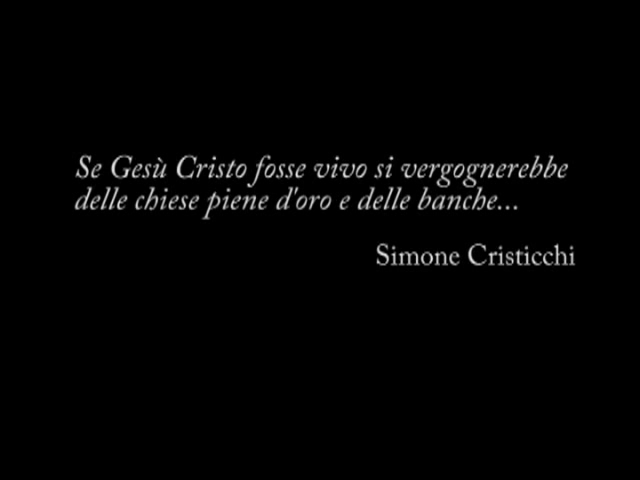 Se Gesù Cristo fosse vivo si vergognerebbe
delle chiese piene d'oro e delle banche...
Simone Cristicchi